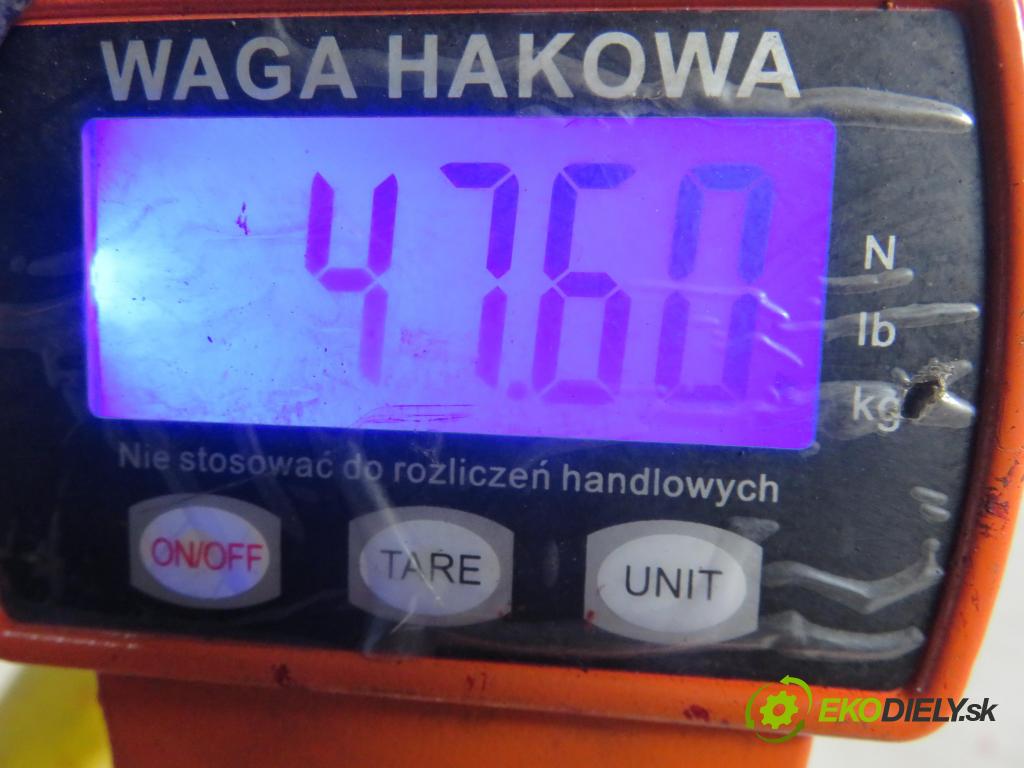 WAGA HAKOWA
47.60
N
lb
kg
Nie stosować do rozliczeń handlowych
ON/OFF TARE UNIT
EKODIELY.sk